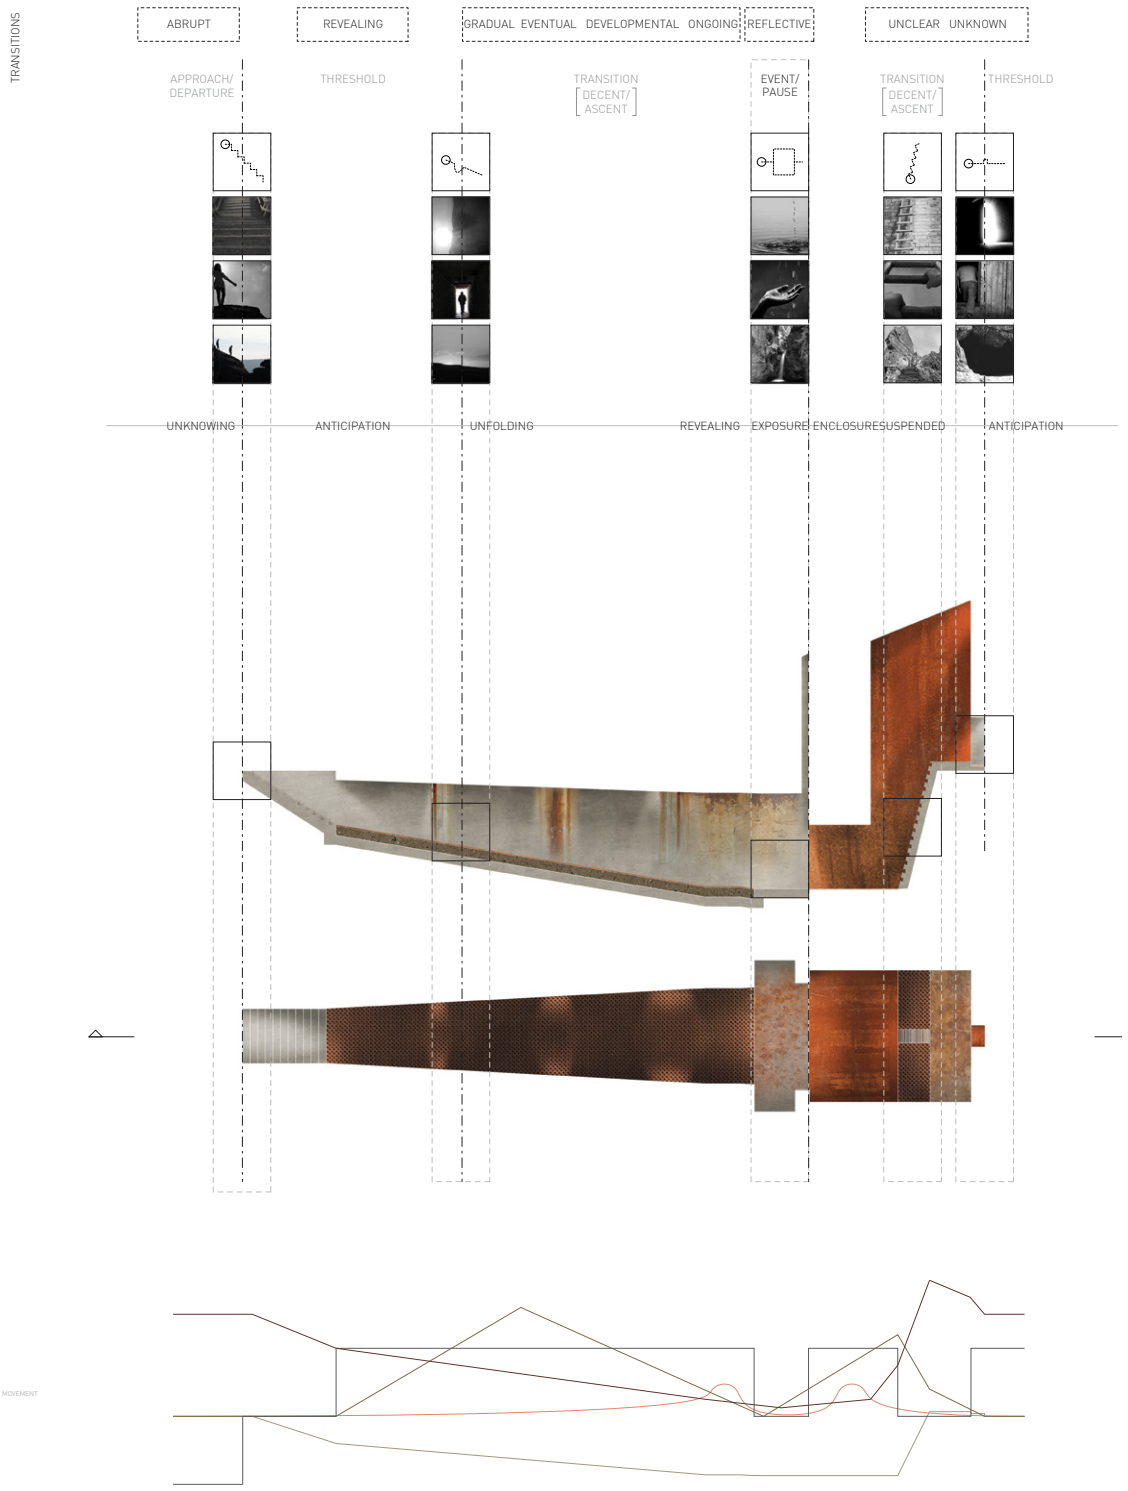 TRANSITIONS
ABRUPT
REVEALING
GRADUAL EVENTUAL DEVELOPMENTAL ONGOING
REFLECTIVE
UNCLEAR UNKNOWN
APPROACH/
DEPARTURE
THRESHOLD
TRANSITION
DECENT/
ASCENT
EVENT/
PAUSE
TRANSITION
DECENT/
ASCENT
THRESHOLD
UNKNOWING
ANTICIPATION
UNFOLDING
REVEALING
EXPOSURE
ENCLOSURE
SUSPENDED
ANTICIPATION
MOVEMENT